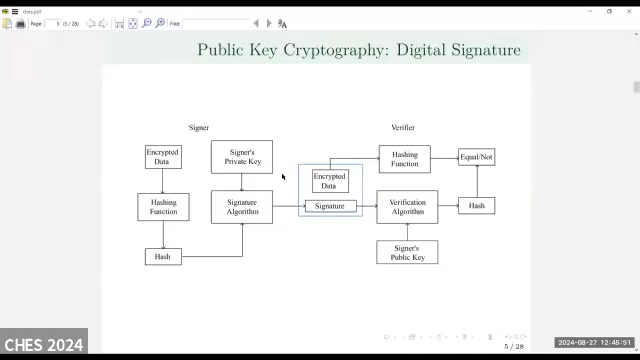 ches.pdf
Page: 5 (5 / 28) Find:
Public Key Cryptography: Digital Signature
Signer
Verifier
Encrypted
Data
Signer's
Private Key
Hashing
Function
Equal/Not
Encrypted
Data
Hashing
Function
Signature
Algorithm
Signature
Verification
Algorithm
Hash
Hash
Signer's
Public Key
5 / 28
CHES 2024
2024-08-27 12:45:51